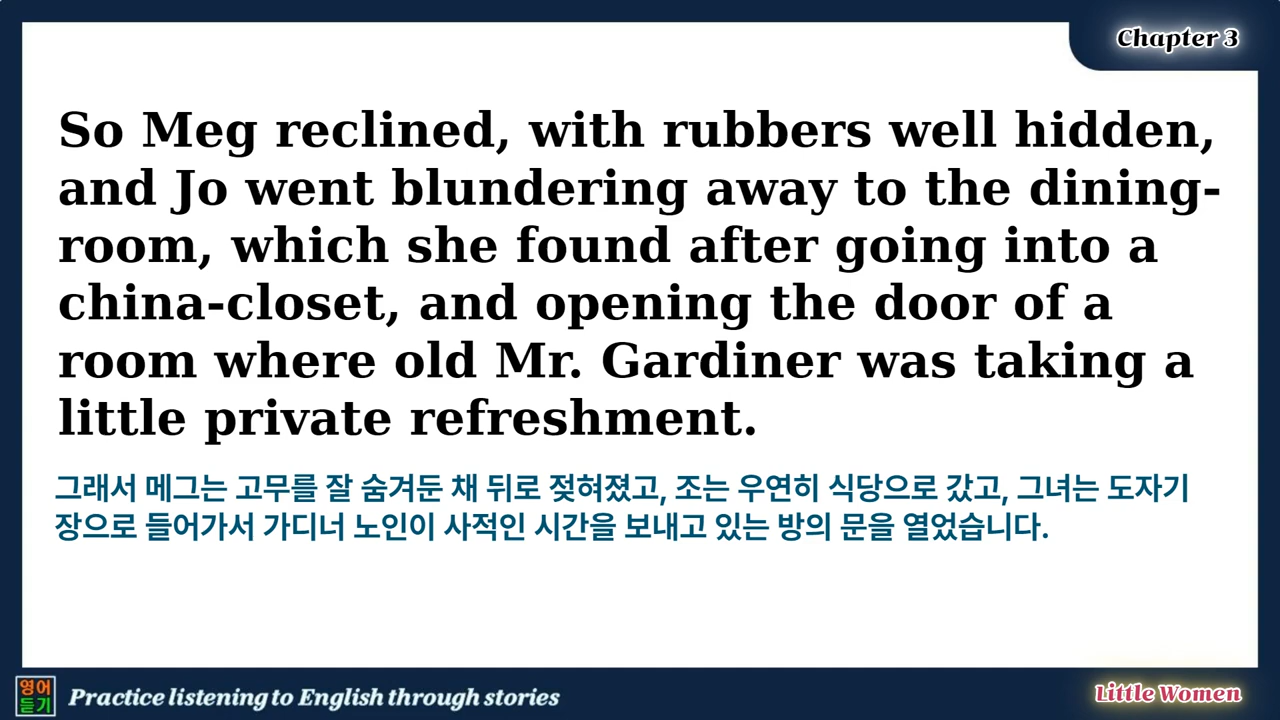 Chapter 3
So Meg reclined, with rubbers well hidden,
and Jo went blundering away to the dining-
room, which she found after going into a
china-closet, and opening the door of a
room where old Mr. Gardiner was taking a
little private refreshment.
그래서 메그는 고무를 잘 숨겨둔 채 뒤로 젖혀졌고, 조는 우연히 식당으로 갔고, 그녀는 도자기
장으로 들어가서 가디너 노인이 사적인 시간을 보내고 있는 방의 문을 열었습니다.
영어
듣기
Practice listening to English through stories
Little Women